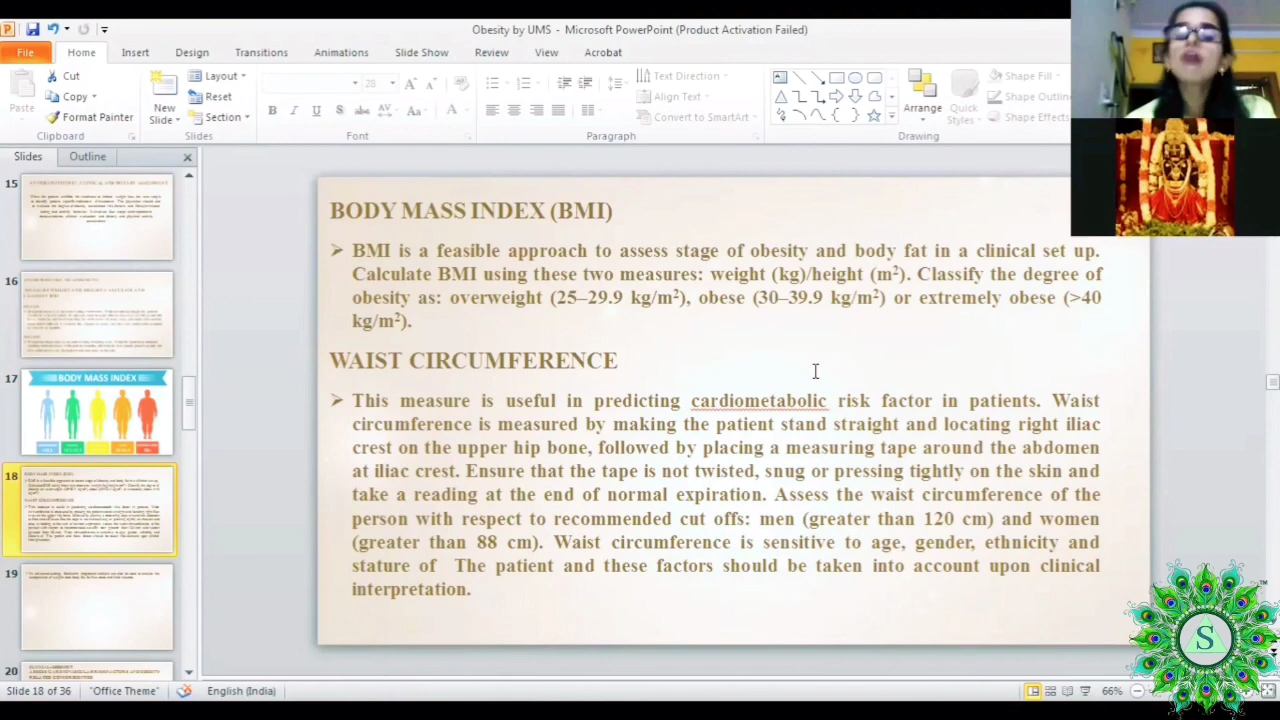 Obesity by UMS - Microsoft PowerPoint (Product Activation Failed)
File Home Insert Design Transitions Animations Slide Show Review View Acrobat
Cut
Copy
Format Painter
Paste
Clipboard
New
Slide
Layout
Reset
Section
Slides
28
Font
Text Direction
Align Text
Convert to SmartArt
Paragraph
Arrange
Quick
Styles
Shape Fill
Shape Outline
Shape Effects
Drawing
Slides Outline
15
16
17
BODY MASS INDEX
18
19
20
BODY MASS INDEX (BMI)
BMI is a feasible approach to assess stage of obesity and body fat in a clinical set up.
Calculate BMI using these two measures: weight (kg)/height (m²). Classify the degree of
obesity as: overweight (25–29.9 kg/m²), obese (30–39.9 kg/m²) or extremely obese (>40
kg/m²).
WAIST CIRCUMFERENCE
This measure is useful in predicting cardiometabolic risk factor in patients. Waist
circumference is measured by making the patient stand straight and locating right iliac
crest on the upper hip bone, followed by placing a measuring tape around the abdomen
at iliac crest. Ensure that the tape is not twisted, snug or pressing tightly on the skin and
take a reading at the end of normal expiration. Assess the waist circumference of the
person with the recommended cut offs: men (greater than 102 cm) and women
(greater than 88 cm). Waist circumference is sensitive to age, gender, ethnicity and
stature of The patient and these factors should be taken into account upon clinical
interpretation.
S
TM
Slide 18 of 36 "Office Theme" English (India) 66%